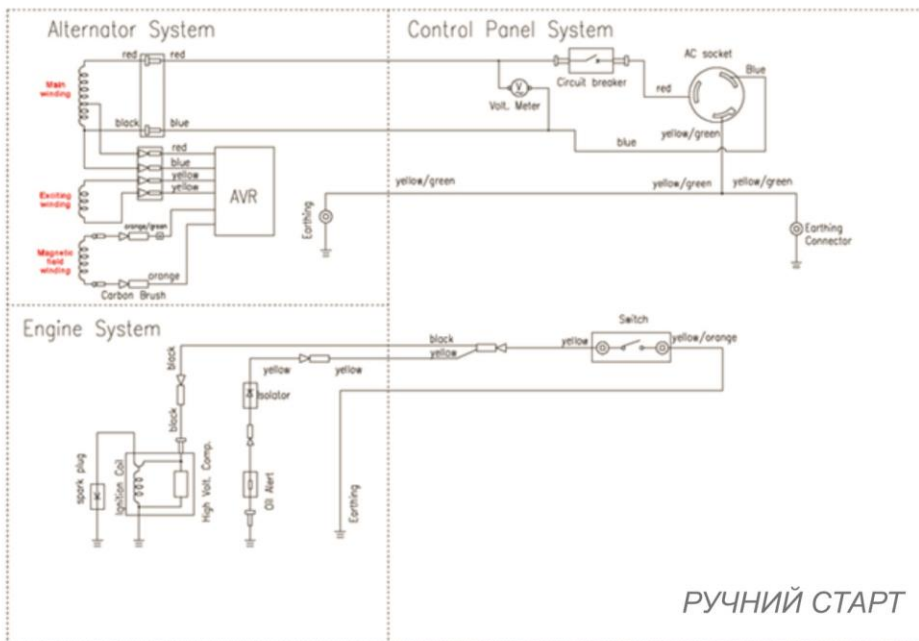 Alternator System
Control Panel System
red
red
AC socket
Blue
Main
winding
V
Volt. Meter
Circuit breaker
red
black
blue
yellow/green
blue
red
blue
yellow
yellow
AVR
Exciting
winding
yellow/green
yellow/green
yellow/green
Earthing
Earthing
Connector
orange/green
Magnetic
field
winding
orange
Carbon Brush
Engine System
Switch
black
yellow
yellow
yellow/orange
black
yellow
yellow
Isolator
black
spark plug
Ignition Coil
High Volt. Comp.
Oil Alert
Earthing
РУЧНИЙ СТАРТ